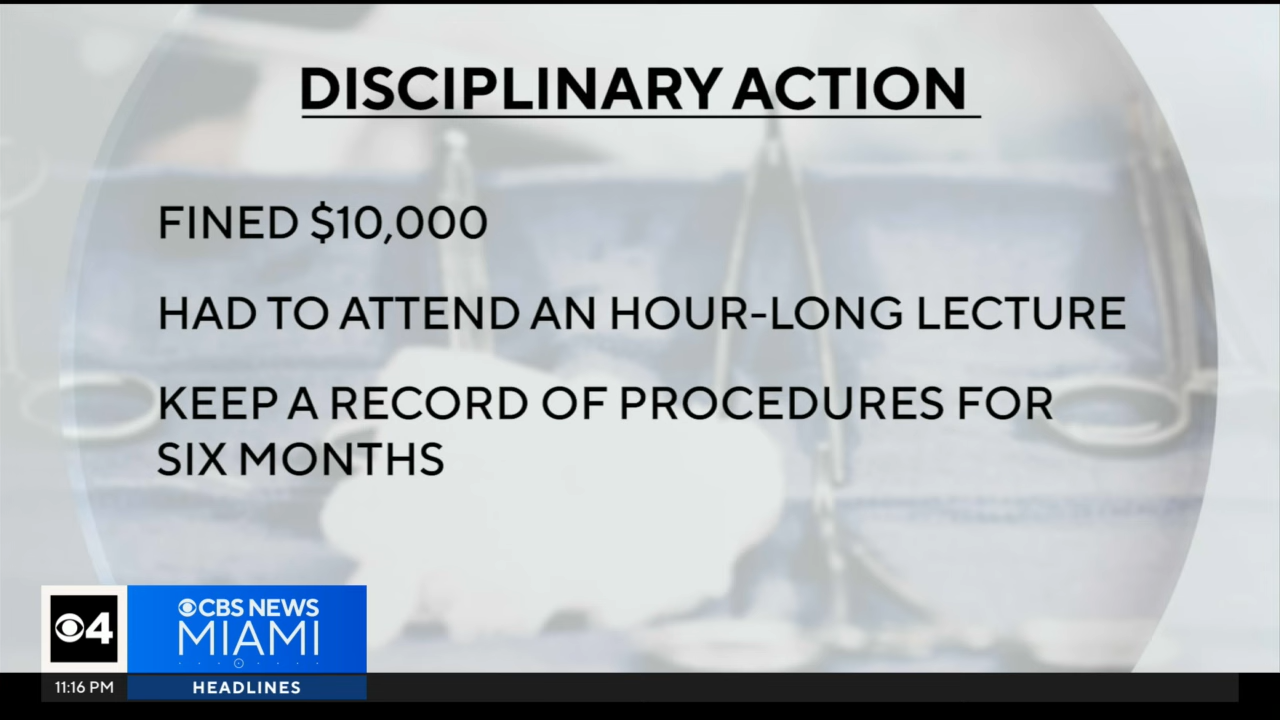 DISCIPLINARY ACTION
FINED $10,000
HAD TO ATTEND AN HOUR-LONG LECTURE
KEEP A RECORD OF PROCEDURES FOR
SIX MONTHS
4
CBS NEWS
MIAMI
11:16 PM
HEADLINES